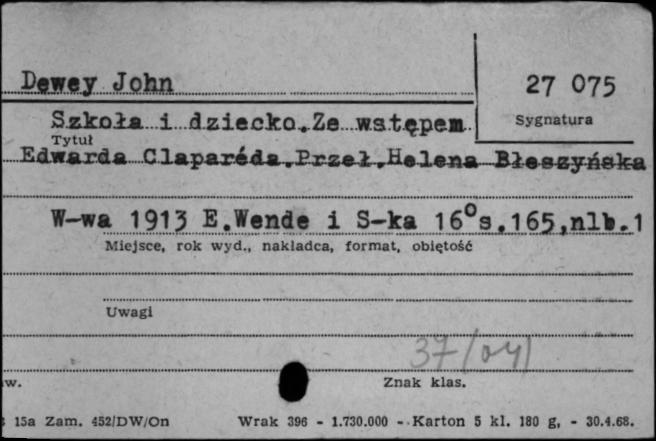 Dewey John
27 075
Sygnatura
Szkoła i dziecko.Ze wstępem
Tytuł
Edwarda Claparéda.Przeł.Helena Błeszyńska
W-wa 1913 E.Wende i S-ka 16° s.165,nlb.1
Miejsce, rok wyd., nakładca, format, objętość
Uwagi
37/04)
w.
Znak klas.
15a Zam. 452/DW/On Wrak 396 - 1.730.000 - Karton 5 kl. 180 g, - 30.4.68.